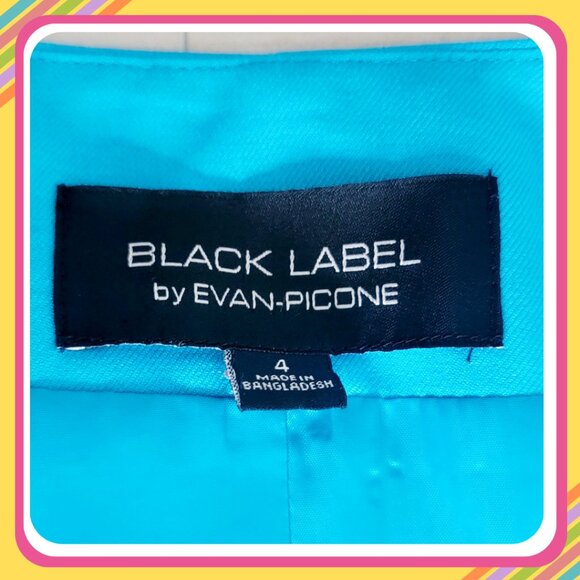 BLACK LABEL
by EVAN-PICONE
4
MADE IN
BANGLADESH